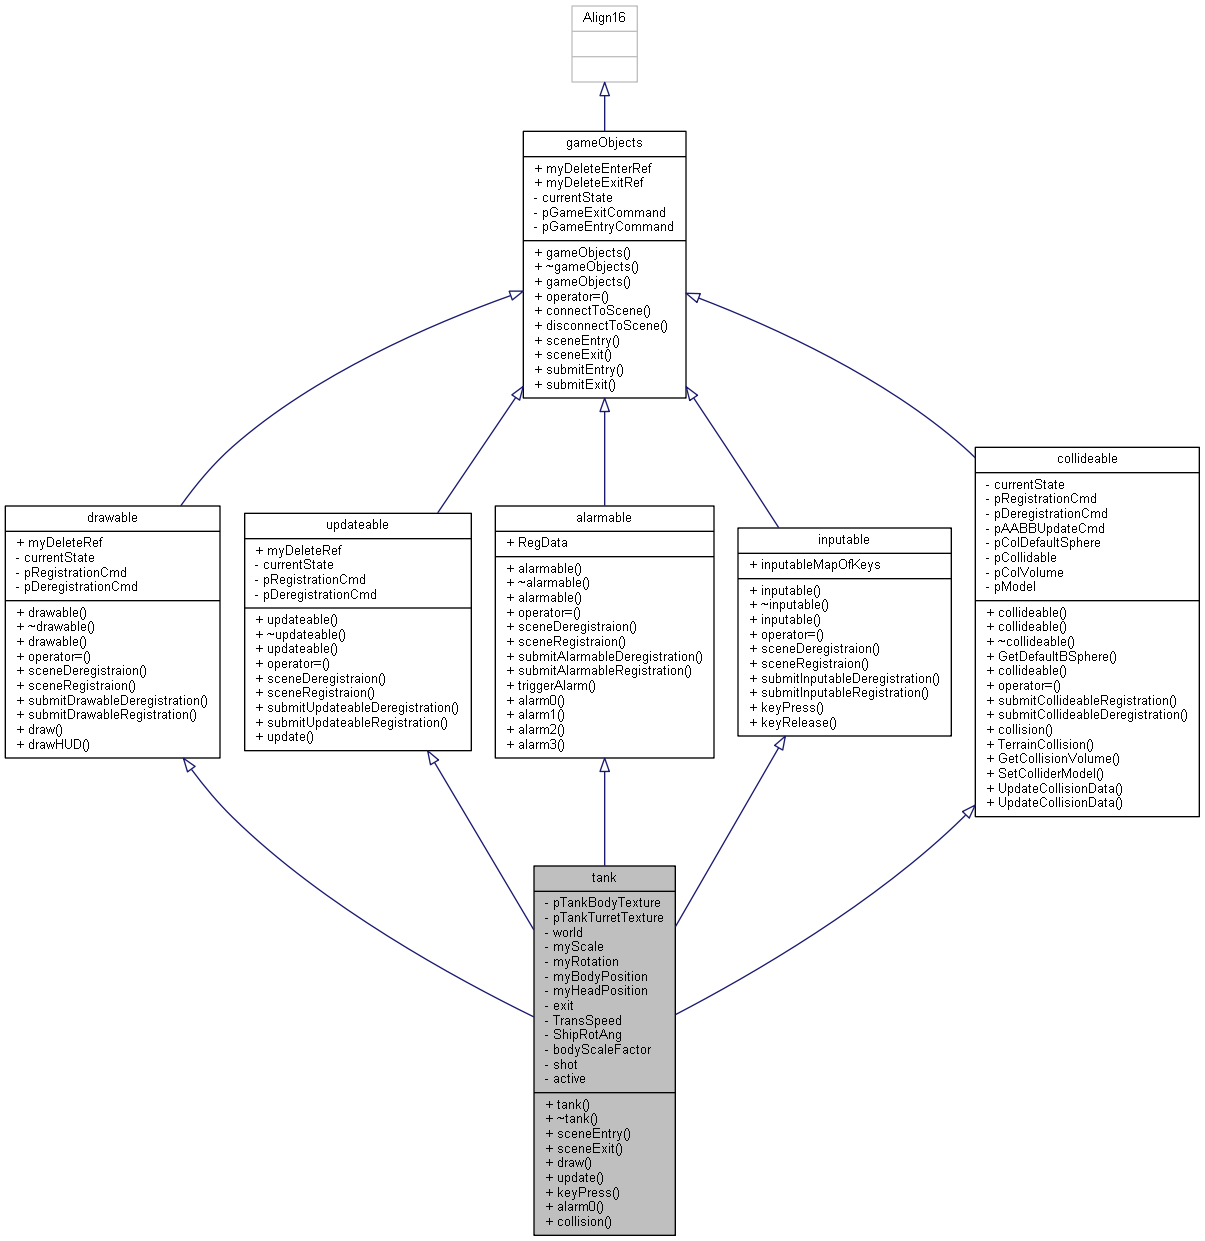 Align16
gameObjects
+ myDeleteEnterRef
+ myDeleteExitRef
- currentState
- pGameExitCommand
- pGameEntryCommand
+ gameObjects()
+ ~gameObjects()
+ gameObjects()
+ operator=()
+ connectToScene()
+ disconnectToScene()
+ sceneEntry()
+ sceneExit()
+ submitEntry()
+ submitExit()
drawable
+ myDeleteRef
- currentState
- pRegistrationCmd
- pDeregistrationCmd
+ drawable()
+ ~drawable()
+ drawable()
+ operator=()
+ sceneDeregistraion()
+ sceneRegistraion()
+ submitDrawableDeregistration()
+ submitDrawableRegistration()
+ draw()
+ drawHUD()
updateable
+ myDeleteRef
- currentState
- pRegistrationCmd
- pDeregistrationCmd
+ updateable()
+ ~updateable()
+ updateable()
+ operator=()
+ sceneDeregistraion()
+ sceneRegistraion()
+ submitUpdateableDeregistration()
+ submitUpdateableRegistration()
+ update()
alarmable
+ RegData
+ alarmable()
+ ~alarmable()
+ alarmable()
+ operator=()
+ sceneDeregistraion()
+ sceneRegistraion()
+ submitAlarmableDeregistration()
+ submitAlarmableRegistration()
+ triggerAlarm()
+ alarm0()
+ alarm1()
+ alarm2()
+ alarm3()
inputable
+ inputableMapOfKeys
+ inputable()
+ ~inputable()
+ inputable()
+ operator=()
+ sceneDeregistraion()
+ sceneRegistraion()
+ submitInputableDeregistration()
+ submitInputableRegistration()
+ keyPress()
+ keyRelease()
collideable
- currentState
- pRegistrationCmd
- pDeregistrationCmd
- pAABBUpdateCmd
- pColDefaultSphere
- pCollidable
- pColVolume
- pModel
+ collideable()
+ collideable()
+ ~collideable()
+ GetDefaultBSphere()
+ collideable()
+ operator=()
+ submitCollideableRegistration()
+ submitCollideableDeregistration()
+ collision()
+ TerrainCollision()
+ GetCollisionVolume()
+ SetColliderModel()
+ UpdateCollisionData()
+ UpdateCollisionData()
tank
- pTankBodyTexture
- pTankTurretTexture
- world
- myScale
- myRotation
- myBodyPosition
- myHeadPosition
- exit
- TransSpeed
- ShipRotAng
- bodyScaleFactor
- shot
- active
+ tank()
+ ~tank()
+ sceneEntry()
+ sceneExit()
+ draw()
+ update()
+ keyPress()
+ alarm0()
+ collision()